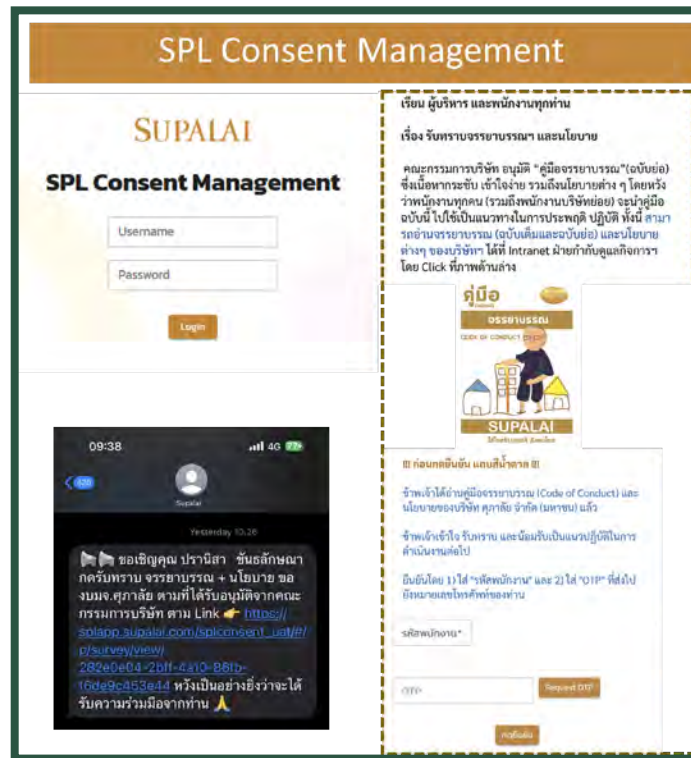 SPL Consent Management
SUPALAI
SPL Consent Management
Username
Password
Login
09:38
4G
Supalai
Yesterday 10:26
ขอเชิญคุณ ปรานิสา ขันธลักษณา
กดรับทราบ จรรยาบรรณ + นโยบาย ขอ
งบมจ.ศุภาลัย ตามที่ได้รับอนุมัติจากคณะ
กรรมการบริษัท ตาม Link 👉 https://
splapp.supalai.com/splconsent_uat/#/
p/survey/view/
282e0e04-2bff-4a10-86fb-
16de9c453e44 หวังเป็นอย่างยิ่งว่าจะได้
รับความร่วมมือจากท่าน 🙏
เรียน ผู้บริหาร และพนักงานทุกท่าน
เรื่อง รับทราบจรรยาบรรณฯ และนโยบาย
คณะกรรมการบริษัท อนุมัติ "คู่มือจรรยาบรรณ"(ฉบับย่อ)
ซึ่งเนื้อหากระชับ เข้าใจง่าย รวมถึงนโยบายต่าง ๆ โดยหวัง
ว่าพนักงานทุกคน (รวมถึงพนักงานบริษัทย่อย) จะนำคู่มือ
ฉบับนี้ ไปใช้เป็นแนวทางในการประพฤติ ปฏิบัติ ทั้งนี้ สามา
รถอ่านจรรยาบรรณ (ฉบับเต็มและฉบับย่อ) และนโยบาย
ต่างๆ ของบริษัทฯ ได้ที่ Intranet ฝ่ายกำกับดูแลกิจการฯ
โดย Click ที่ภาพด้านล่าง
คู่มือ
จรรยาบรรณ
CODE OF CONDUCT
SUPALAI
!!! ก่อนกดยืนยัน แถบสีน้ำตาล !!!
ข้าพเจ้าได้อ่านคู่มือจรรยาบรรณ (Code of Conduct) และ
นโยบายของบริษัท ศุภาลัย จำกัด (มหาชน) แล้ว
ข้าพเจ้าเข้าใจ รับทราบ และน้อมรับเป็นแนวปฏิบัติในการ
ดำเนินงานต่อไป
ยืนยันโดย 1) ใส่ "รหัสพนักงาน" และ 2) ใส่ "OTP" ที่ส่งไป
ยังหมายเลขโทรศัพท์ของท่าน
รหัสพนักงาน*
OTP
Request OTP
กดยืนยัน